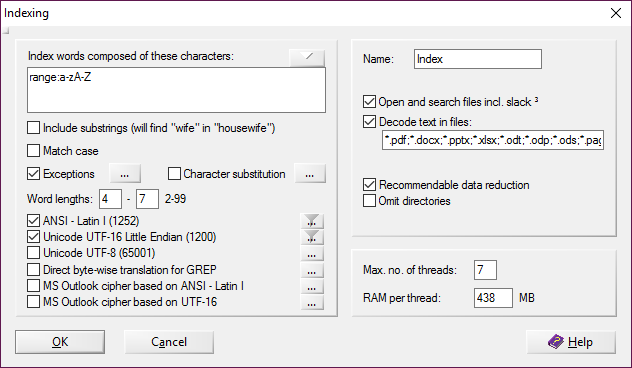 Indexing
Index words composed of these characters:
range:a-zA-Z
Include substrings (will find "wife" in "housewife")
Match case
Exceptions ... Character substitution ...
Word lengths: 4 - 7 2-99
ANSI - Latin I (1252) ...
Unicode UTF-16 Little Endian (1200) ...
Unicode UTF-8 (65001) ...
Direct byte-wise translation for GREP ...
MS Outlook cipher based on ANSI - Latin I ...
MS Outlook cipher based on UTF-16 ...
Name: Index
Open and search files incl. slack ³
Decode text in files:
*.pdf;*.docx;*.pptx;*.xlsx;*.odt;*.odp;*.ods;*.pag
Recommendable data reduction
Omit directories
Max. no. of threads: 7
RAM per thread: 438 MB
OK Cancel Help